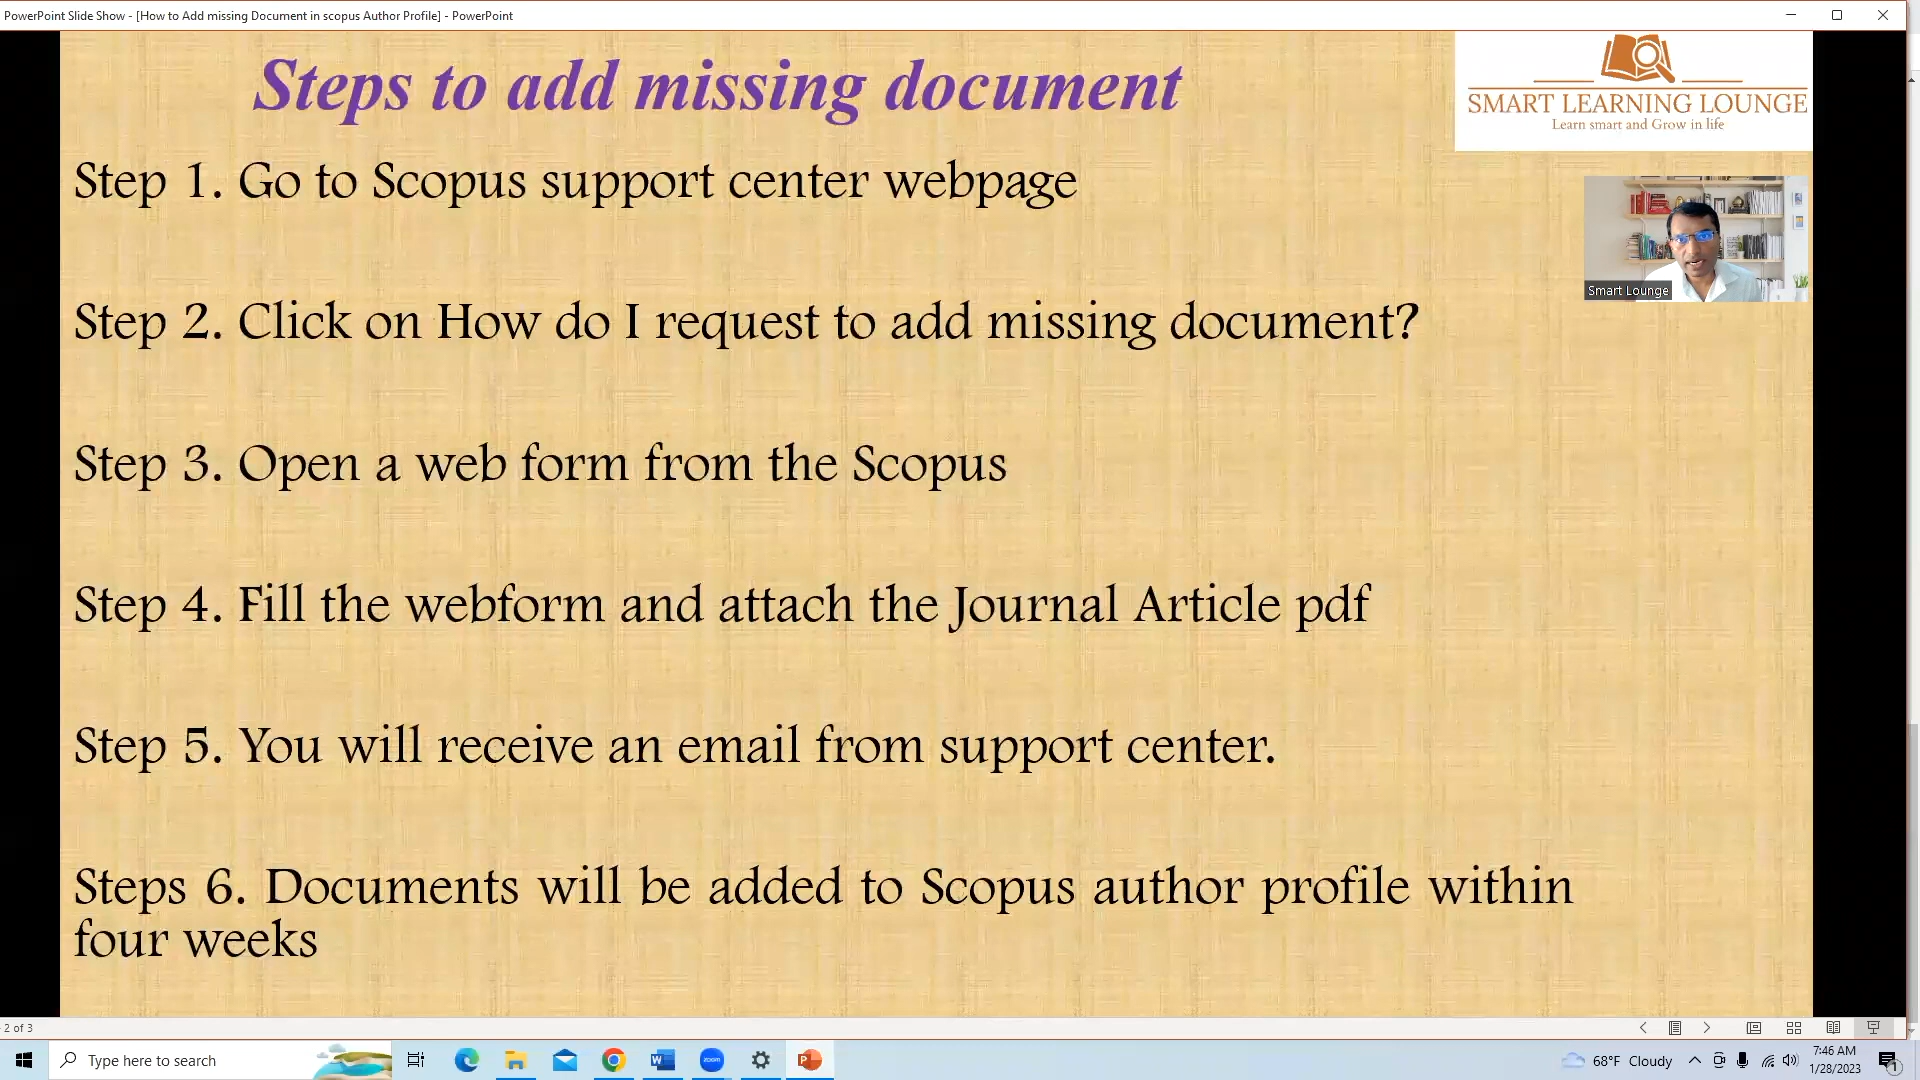 PowerPoint Slide Show - [How to Add missing Document in scopus Author Profile] - PowerPoint
Steps to add missing document
SMART LEARNING LOUNGE
Learn smart and Grow in life
Step 1. Go to Scopus support center webpage
Smart Lounge
Step 2. Click on How do I request to add missing document?
Step 3. Open a web form from the Scopus
Step 4. Fill the webform and attach the Journal Article pdf
Step 5. You will receive an email from support center.
Steps 6. Documents will be added to Scopus author profile within
four weeks
2 of 3
Type here to search
zoom
W
P
68°F Cloudy
7:46 AM
1/28/2023
1